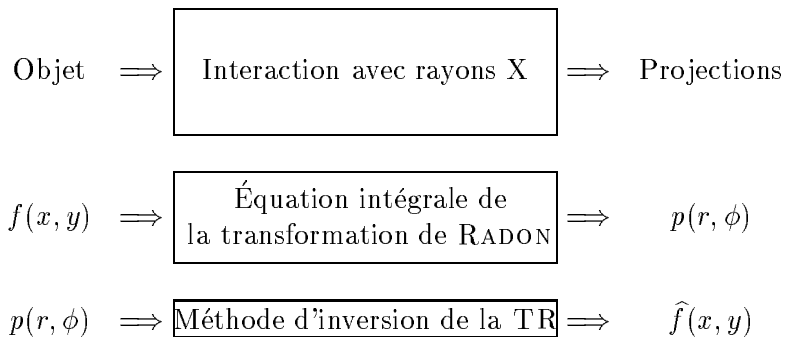 Objet ⟹ Interaction avec rayons X ⟹ Projections
Équation intégrale de
f(x, y) ⟹ la transformation de RADON ⟹ p(r, ϕ)
p(r, ϕ) ⟹ Méthode d'inversion de la TR ⟹ f̂(x, y)